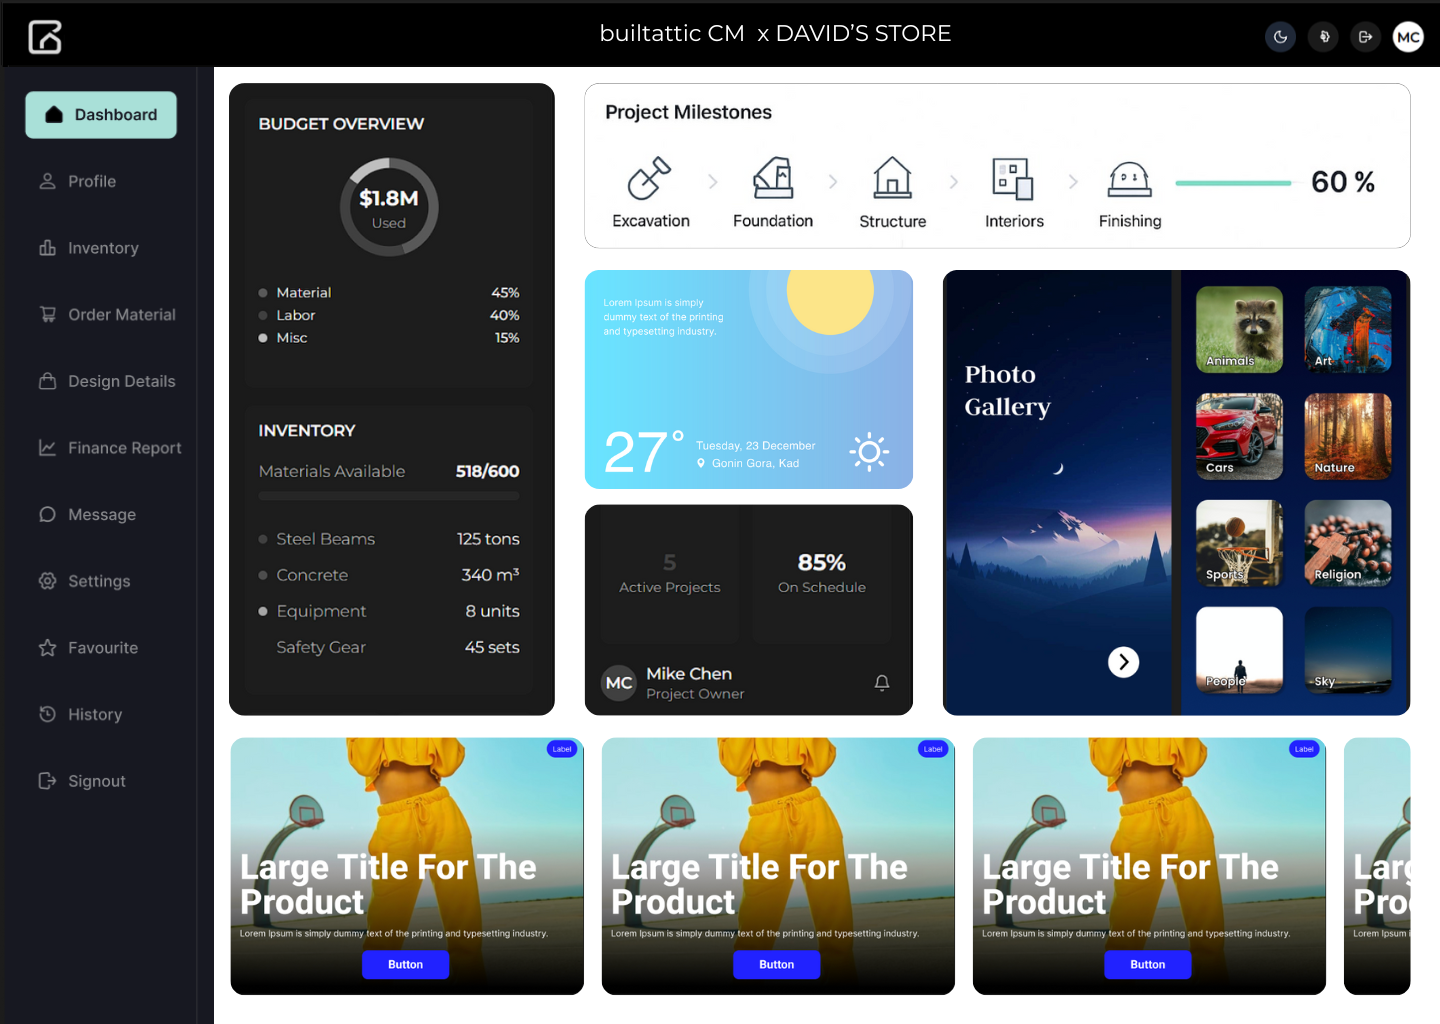 builtattic CM x DAVID'S STORE
MC
Dashboard
Profile
Inventory
Order Material
Design Details
Finance Report
Message
Settings
Favourite
History
Signout
BUDGET OVERVIEW
$1.8M
Used
Material 45%
Labor 40%
Misc 15%
INVENTORY
Materials Available 518/600
Steel Beams 125 tons
Concrete 340 m³
Equipment 8 units
Safety Gear 45 sets
Project Milestones
Excavation
Foundation
Structure
Interiors
Finishing
60 %
Lorem Ipsum is simply
dummy text of the printing
and typesetting industry.
27°
Tuesday, 23 December
Gonin Gora, Kad
5
Active Projects
85%
On Schedule
MC
Mike Chen
Project Owner
Photo
Gallery
Animals
Art
Cars
Nature
Sports
Religion
People
Sky
Label
Large Title For The
Product
Lorem Ipsum is simply dummy text of the printing and typesetting industry.
Button
Label
Large Title For The
Product
Lorem Ipsum is simply dummy text of the printing and typesetting industry.
Button
Label
Large Title For The
Product
Lorem Ipsum is simply dummy text of the printing and typesetting industry.
Button
Larg
Pro
Lorem Ipsum i